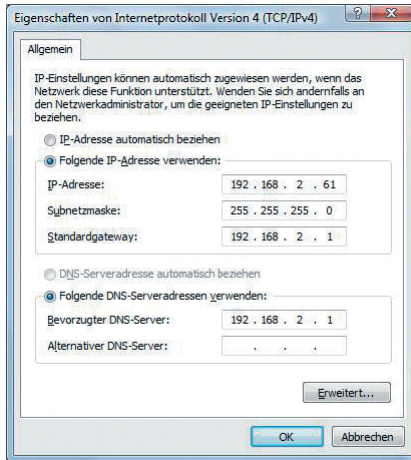 Eigenschaften von Internetprotokoll Version 4 (TCP/IPv4)
Allgemein
IP-Einstellungen können automatisch zugewiesen werden, wenn das
Netzwerk diese Funktion unterstützt. Wenden Sie sich andernfalls an
den Netzwerkadministrator, um die geeigneten IP-Einstellungen zu
beziehen.
IP-Adresse automatisch beziehen
Folgende IP-Adresse verwenden:
IP-Adresse: 192 . 168 . 2 . 61
Subnetzmaske: 255 . 255 . 255 . 0
Standardgateway: 192 . 168 . 2 . 1
DNS-Serveradresse automatisch beziehen
Folgende DNS-Serveradressen verwenden:
Bevorzugter DNS-Server: 192 . 168 . 2 . 1
Alternativer DNS-Server: . . .
Erweitert...
OK Abbrechen